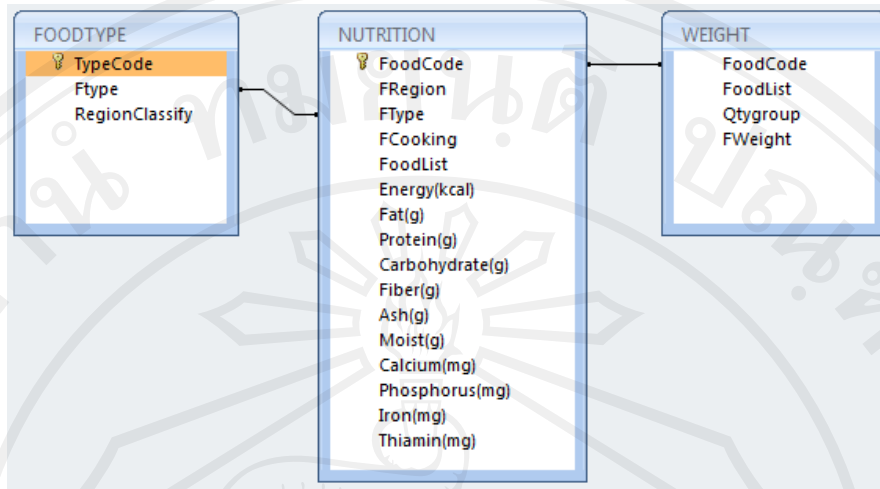 FOODTYPE
TypeCode
Ftype
RegionClassify
NUTRITION
FoodCode
FRegion
FType
FCooking
FoodList
Energy(kcal)
Fat(g)
Protein(g)
Carbohydrate(g)
Fiber(g)
Ash(g)
Moist(g)
Calcium(mg)
Phosphorus(mg)
Iron(mg)
Thiamin(mg)
WEIGHT
FoodCode
FoodList
Qtygroup
FWeight